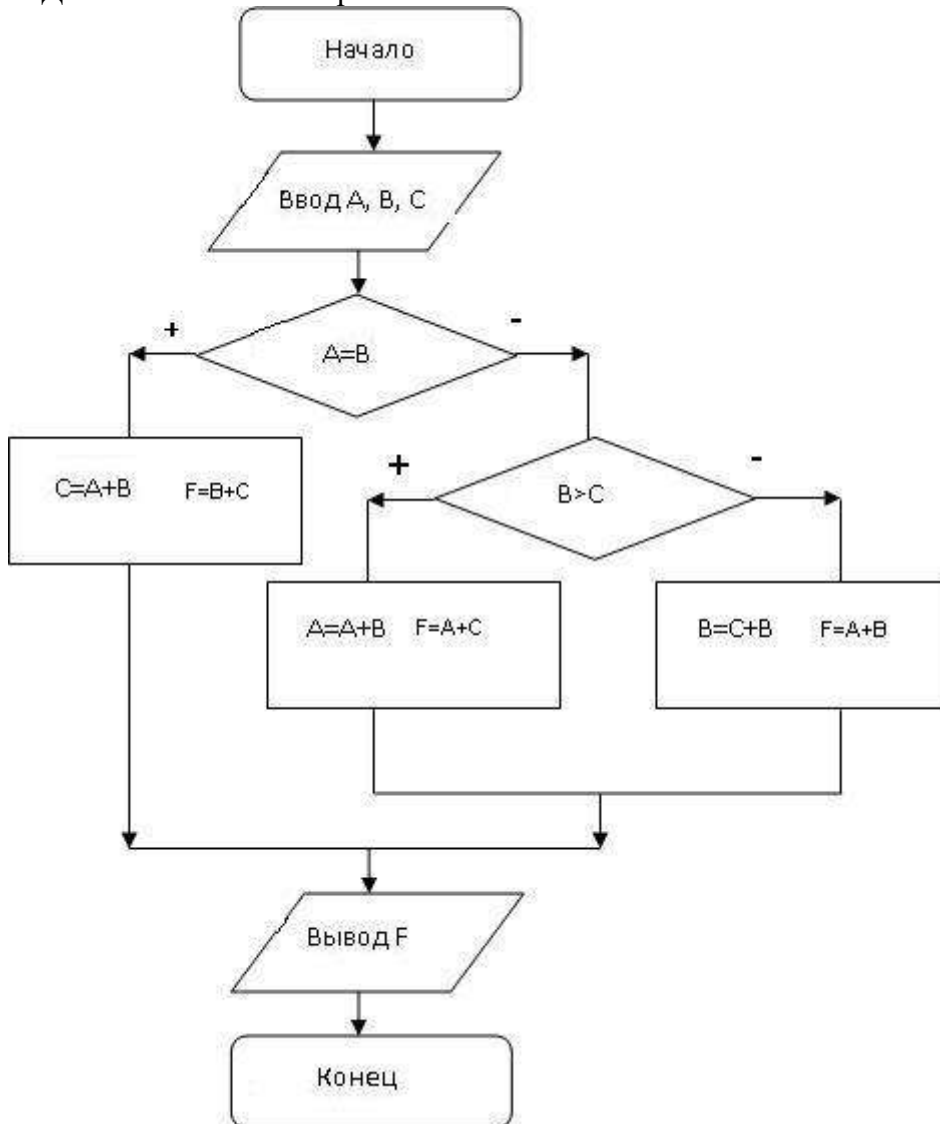 Начало
Ввод A, B, C
+ -
A=B
+ -
C=A+B F=B+C
B>C
A=A+B F=A+C
B=C+B F=A+B
Вывод F
Конец